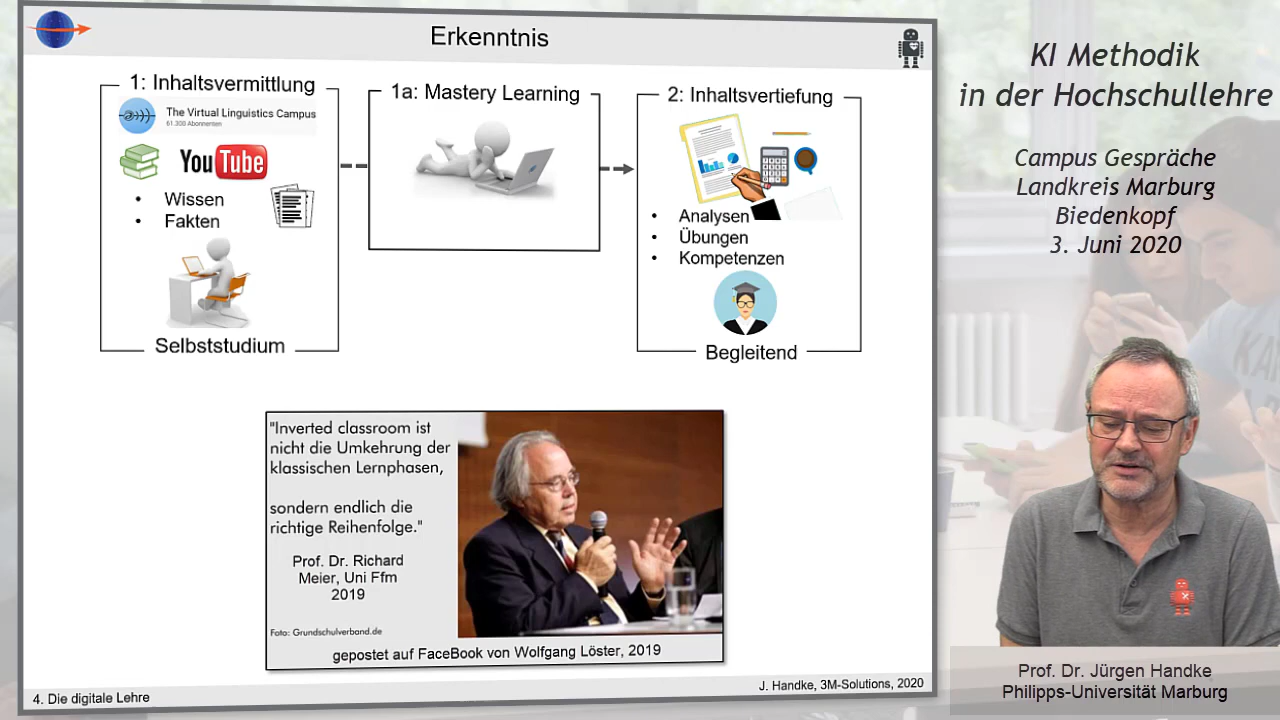 Erkenntnis
1: Inhaltsvermittlung
The Virtual Linguistics Campus
61.300 Abonnenten
YouTube
• Wissen
• Fakten
Selbststudium
1a: Mastery Learning
2: Inhaltsvertiefung
• Analysen
• Übungen
• Kompetenzen
Begleitend
"Inverted classroom ist
nicht die Umkehrung der
klassischen Lernphasen,
sondern endlich die
richtige Reihenfolge."
Prof. Dr. Richard
Meier, Uni Ffm
2019
Foto: Grundschulverband.de
gepostet auf FaceBook von Wolfgang Löster, 2019
4. Die digitale Lehre
J. Handke, 3M-Solutions, 2020
KI Methodik
in der Hochschullehre
Campus Gespräche
Landkreis Marburg
Biedenkopf
3. Juni 2020
Prof. Dr. Jürgen Handke
Philipps-Universität Marburg